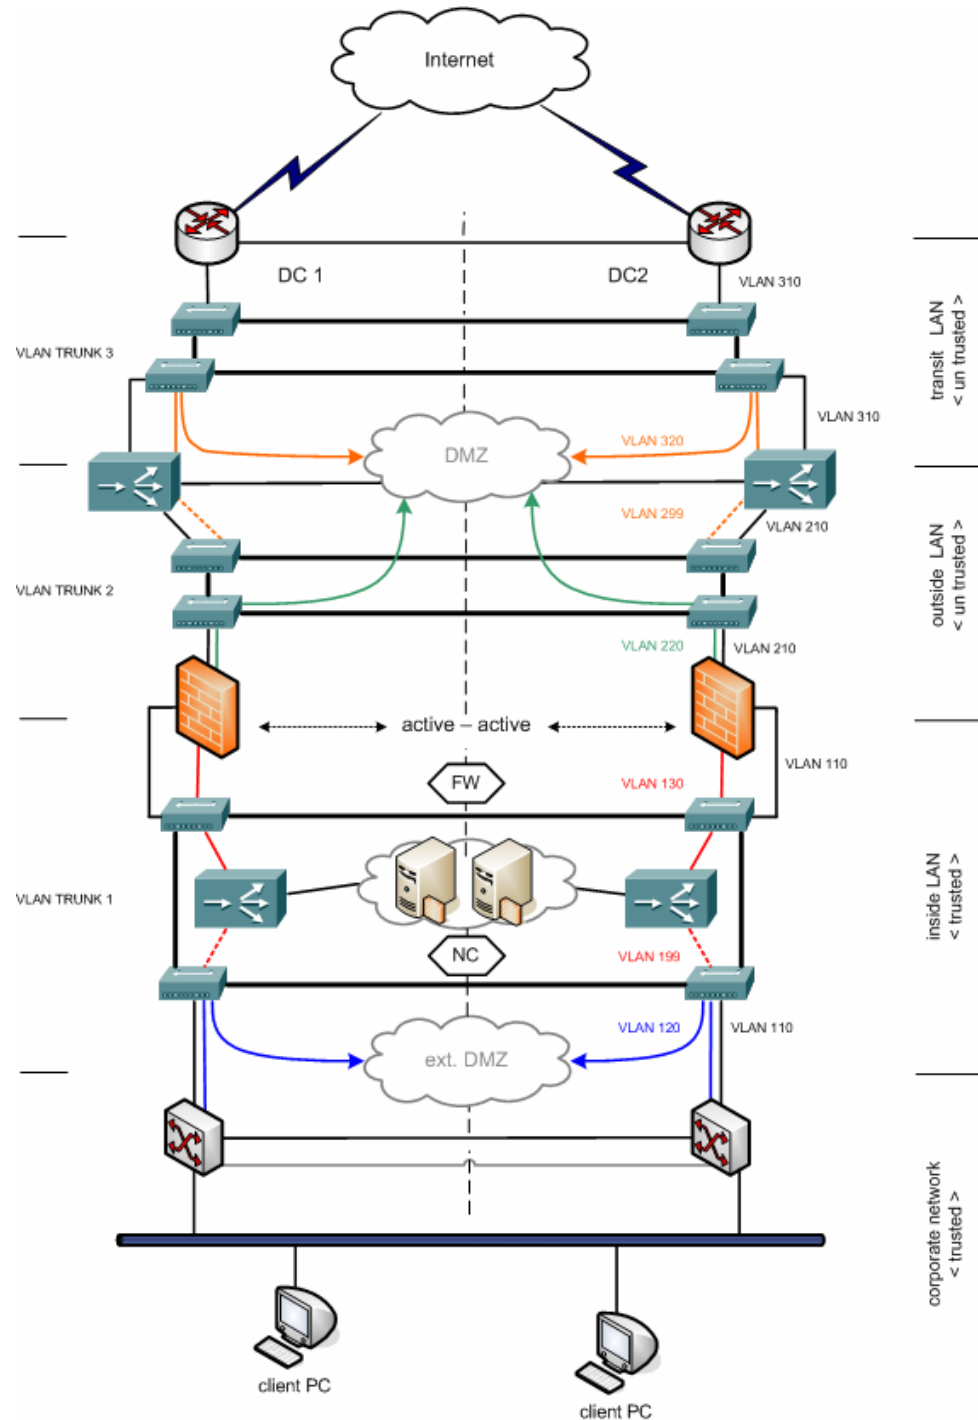 Internet
DC 1
DC2
VLAN 310
VLAN TRUNK 3
transit LAN
< un trusted >
VLAN 310
VLAN 320
DMZ
VLAN 299
VLAN 210
VLAN TRUNK 2
outside LAN
< un trusted >
VLAN 220
VLAN 210
active – active
VLAN 110
FW
VLAN 130
VLAN TRUNK 1
inside LAN
< trusted >
NC
VLAN 199
VLAN 120
VLAN 110
ext. DMZ
corporate network
< trusted >
client PC
client PC